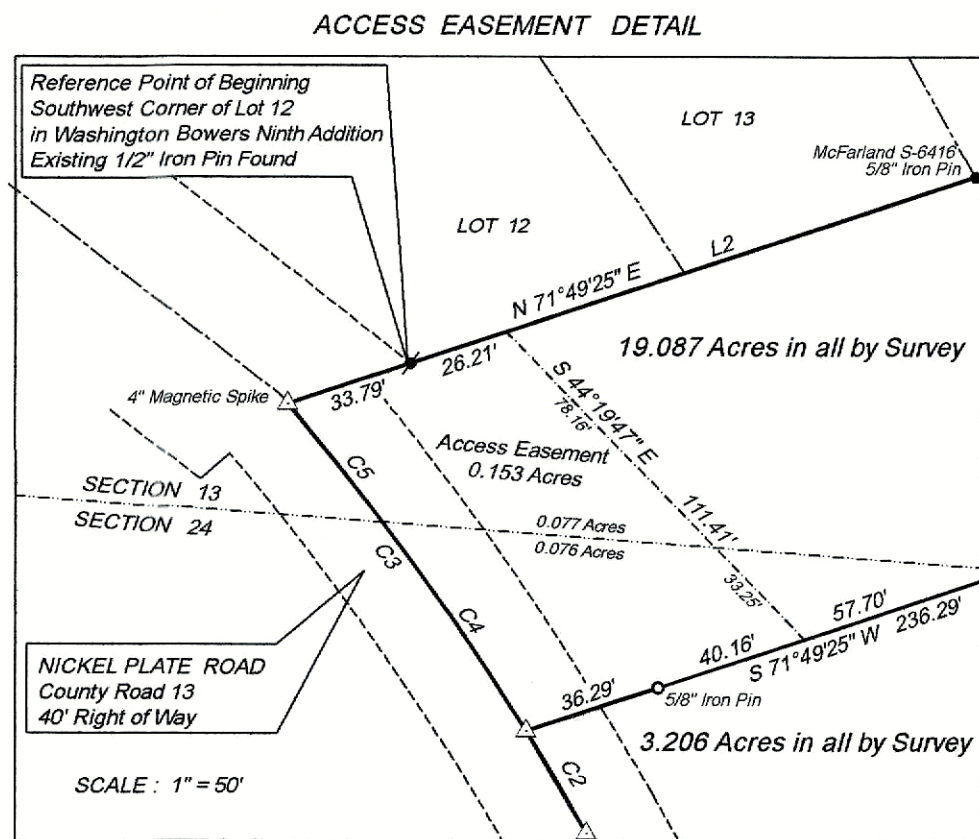 ACCESS EASEMENT DETAIL
Reference Point of Beginning
Southwest Corner of Lot 12
in Washington Bowers Ninth Addition
Existing 1/2" Iron Pin Found
LOT 13
McFarland S-6416
5/8" Iron Pin
LOT 12
L2
N 71°49'25" E
19.087 Acres in all by Survey
26.21'
33.79'
4" Magnetic Spike
S 44°19'47" E
78.16'
Access Easement
0.153 Acres
C5
111.41'
SECTION 13
SECTION 24
0.077 Acres
0.076 Acres
C3
33.25'
C4
57.70'
236.29'
40.16'
S 71°49'25" W
36.29'
5/8" Iron Pin
NICKEL PLATE ROAD
County Road 13
40' Right of Way
3.206 Acres in all by Survey
C2
SCALE : 1" = 50'